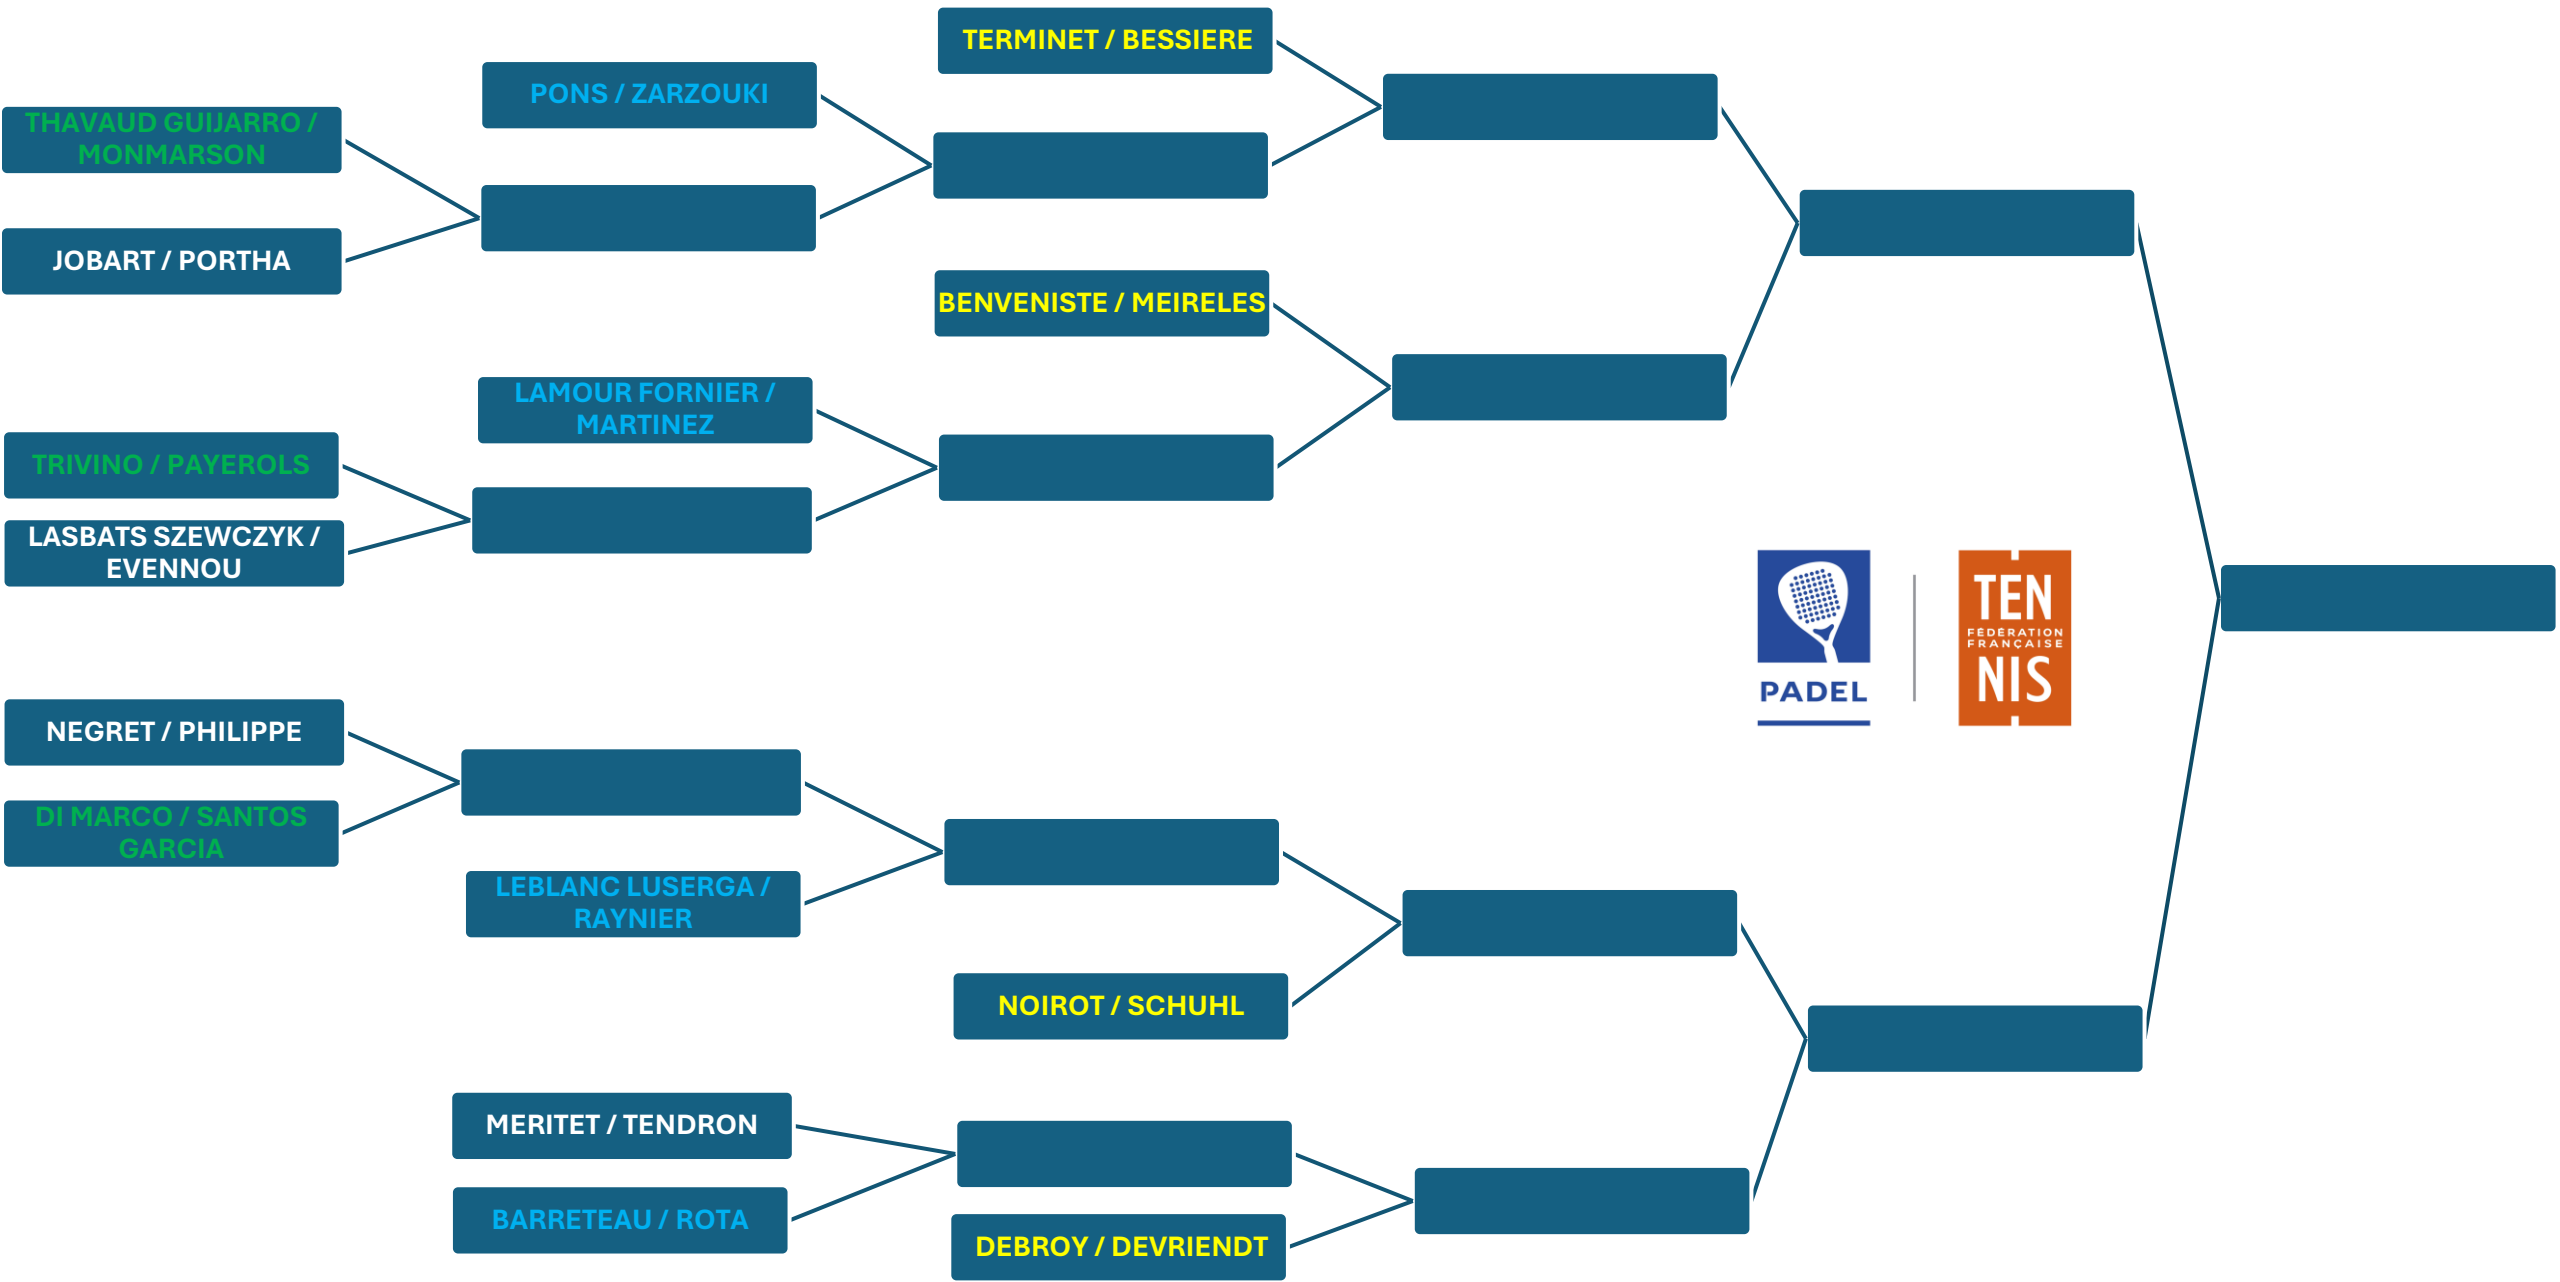 TERMINET / BESSIERE
PONS / ZARZOUKI
THAVAUD GUIJARRO /
MONMARSON
JOBART / PORTHA
BENVENISTE / MEIRELES
LAMOUR FORNIER /
MARTINEZ
TRIVINO / PAYEROLS
LASBATS SZEWCZYK /
EVENNOU
PADEL
TEN
FÉDÉRATION
FRANÇAISE
NIS
NEGRET / PHILIPPE
DI MARCO / SANTOS
GARCIA
LEBLANC LUSERGA /
RAYNIER
NOIROT / SCHUHL
MERITET / TENDRON
BARRETEAU / ROTA
DEBROY / DEVRIENDT